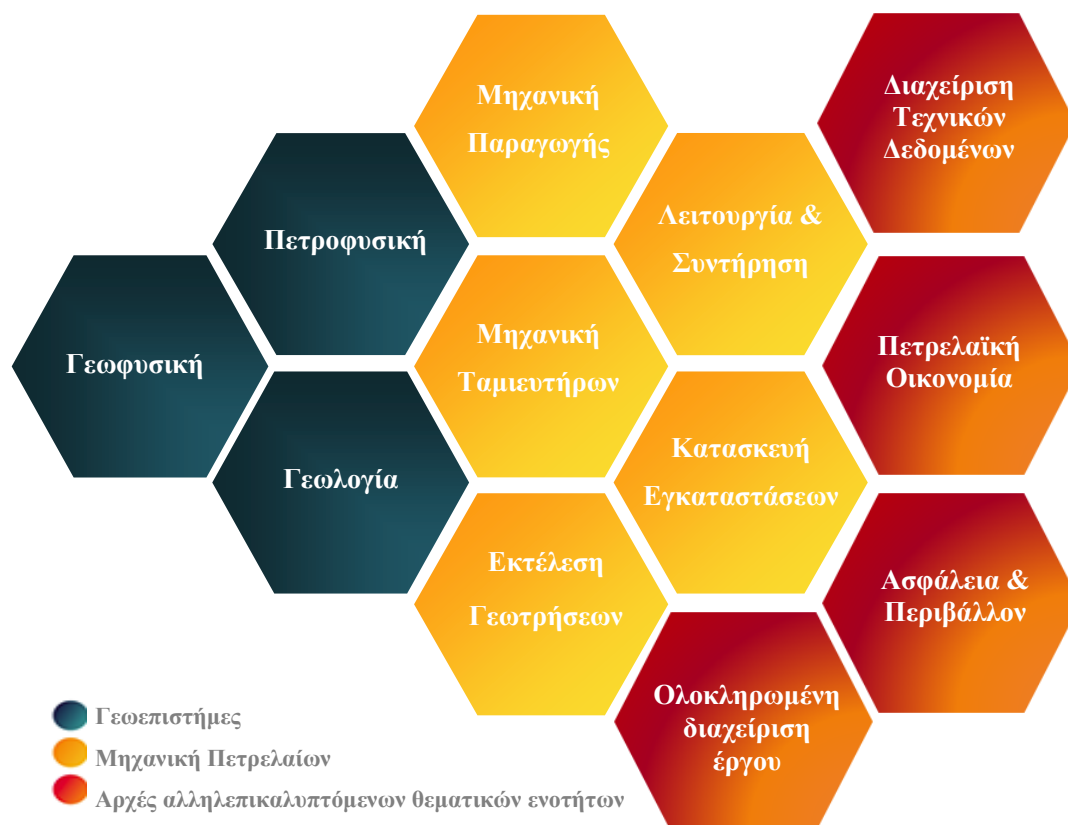 Μηχανική
Παραγωγής
Διαχείριση
Τεχνικών
Δεδομένων
Πετροφυσική
Λειτουργία &
Συντήρηση
Γεωφυσική
Μηχανική
Ταμιευτήρων
Πετρελαϊκή
Οικονομία
Γεωλογία
Κατασκευή
Εγκαταστάσεων
Εκτέλεση
Γεωτρήσεων
Ασφάλεια &
Περιβάλλον
Ολοκληρωμένη
διαχείριση
έργου
Γεωεπιστήμες
Μηχανική Πετρελαίων
Αρχές αλληλεπικαλυπτόμενων θεματικών ενοτήτων